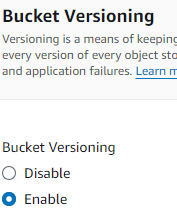 Bucket Versioning
Versioning is a means of keeping
every version of every object sto
and application failures. Learn m
Bucket Versioning
Disable
Enable